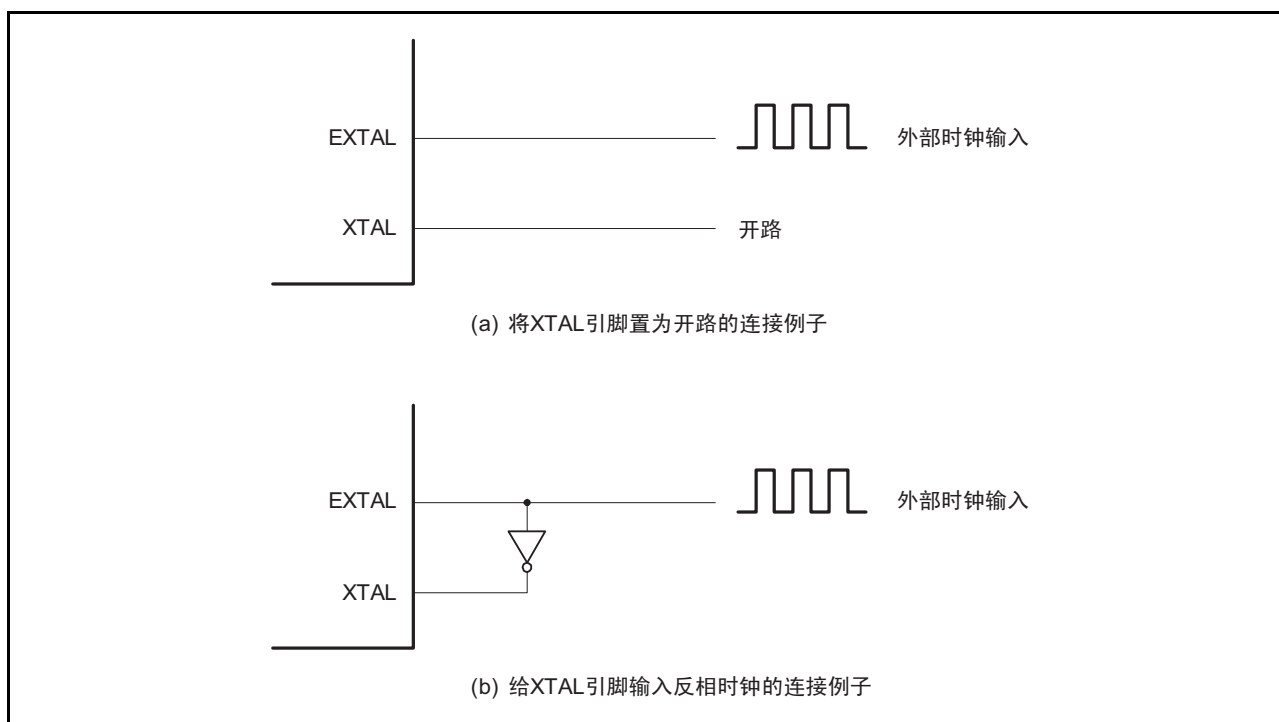 EXTAL
外部时钟输入
XTAL
开路
(a) 将XTAL引脚置为开路的连接例子
EXTAL
外部时钟输入
XTAL
(b) 给XTAL引脚输入反相时钟的连接例子